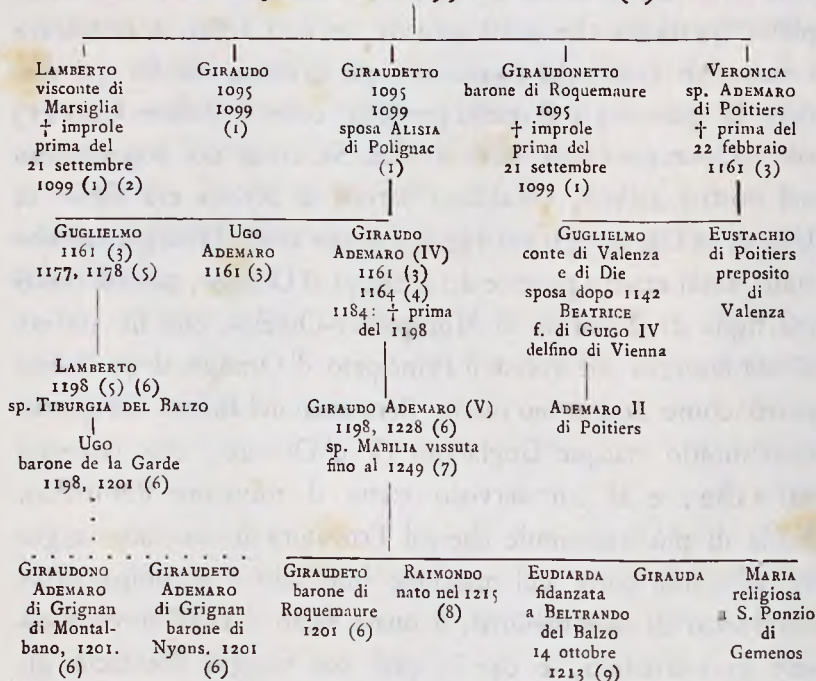 LAMBERTO
visconte di
Marsiglia
† improle
prima del
21 settembre
1099 (1) (2)
GIRAUDO
1095
1099
(1)
GIRAUDETTO
1095
1099
sposa ALISIA
di Polignac
(1)
GIRAUDONETTO
barone di Roquemaure
1095
† improle
prima del
21 settembre
1099 (1)
VERONICA
sp. ADEMARO
di Poitiers
† prima del
22 febbraio
1161 (3)
GUGLIELMO
1161 (3)
1177, 1178 (5)
UGO
ADEMARO
1161 (3)
GIRAUDO
ADEMARO (IV)
1161 (3)
1164 (4)
1184: † prima
del 1198
GUGLIELMO
conte di Valenza
e di Die
sposa dopo 1142
BEATRICE
f. di GUIGO IV
delfino di Vienna
EUSTACHIO
di Poitiers
preposito
di
Valenza
LAMBERTO
1198 (5) (6)
sp. TIBURGIA DEL BALZO
GIRAUDO ADEMARO (V)
1198, 1228 (6)
sp. MABILIA vissuta
fino al 1249 (7)
ADEMARO II
di Poitiers
UGO
barone de la Garde
1198, 1201 (6)
GIRAUDONO
ADEMARO
di Grignan
di Montal-
bano, 1201.
(6)
GIRAUDETO
ADEMARO
di Grignan
barone di
Nyons. 1201
(6)
GIRAUDETO
barone di
Roquemaure
1201 (6)
RAIMONDO
nato nel 1215
(8)
EUDIARDA
fidanzata
a BELTRANDO
del Balzo
14 ottobre
1213 (9)
GIRAUDA
MARIA
religiosa
a S. Ponzio
di
Gemenos